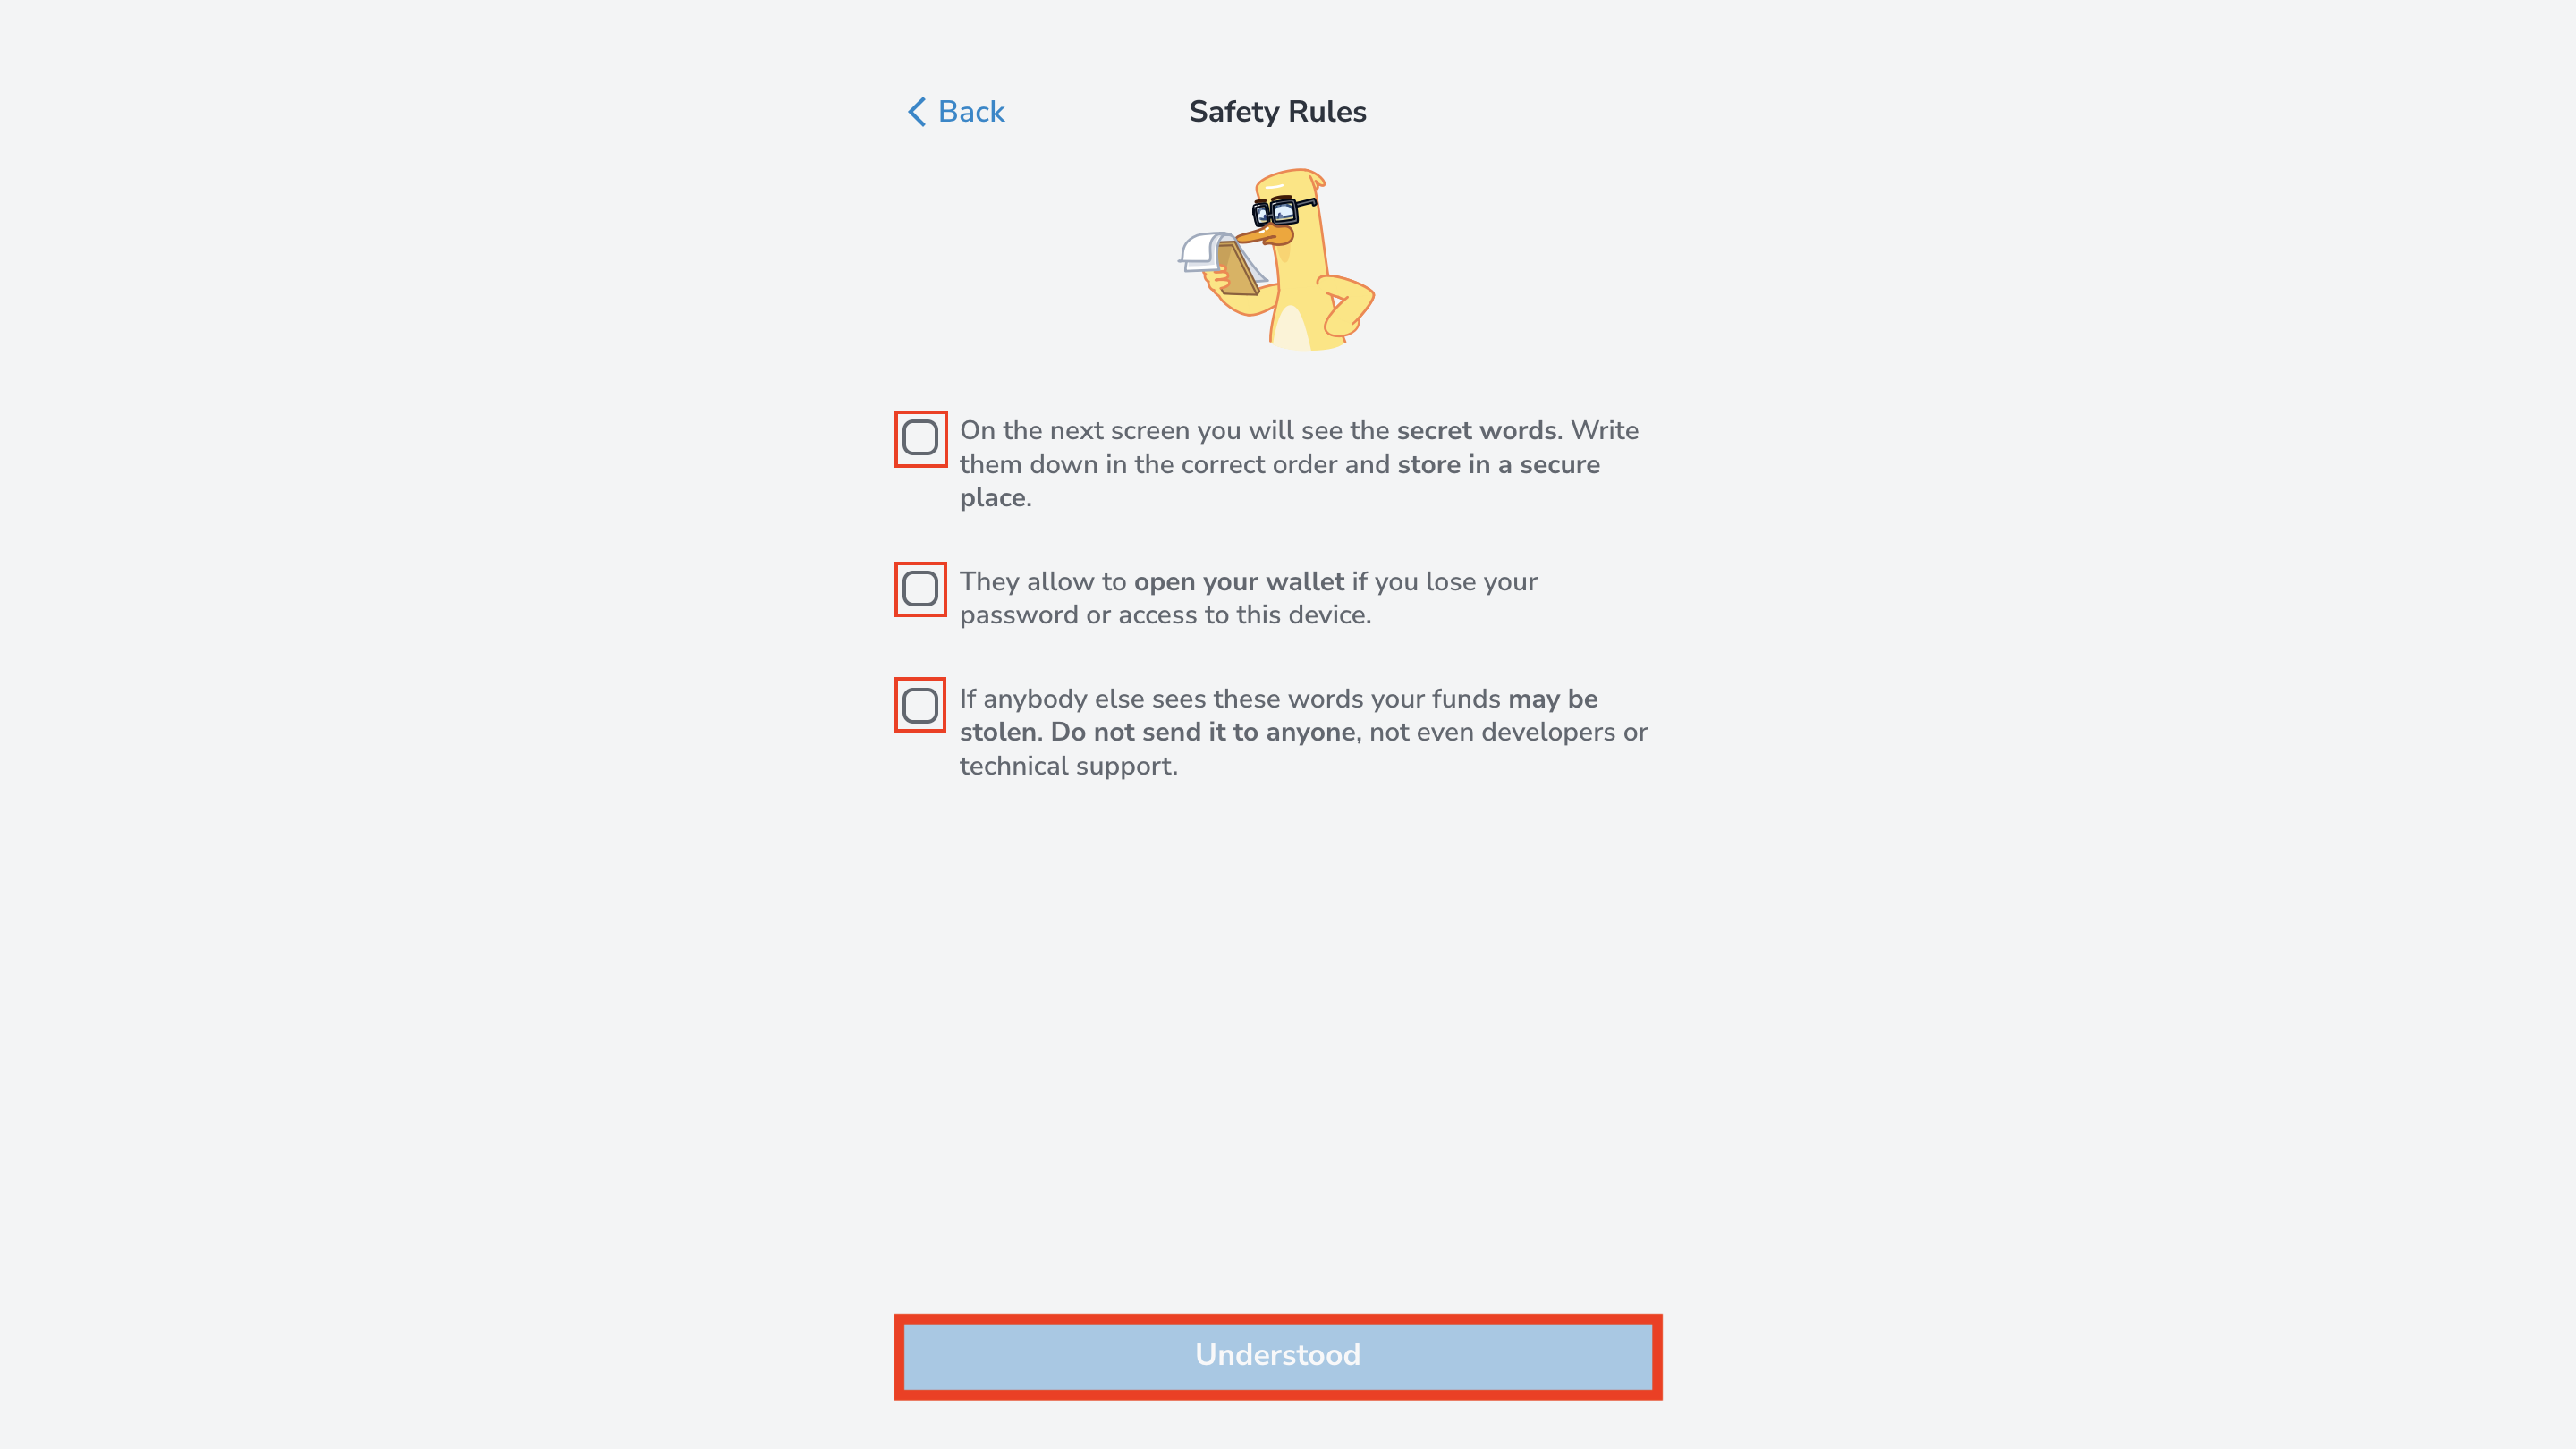 Back
Safety Rules
On the next screen you will see the secret words. Write
them down in the correct order and store in a secure
place.
They allow to open your wallet if you lose your
password or access to this device.
If anybody else sees these words your funds may be
stolen. Do not send it to anyone, not even developers or
technical support.
Understood